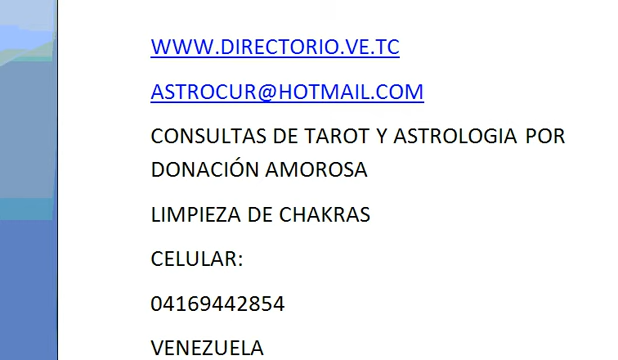 WWW.DIRECTORIO.VE.TC
ASTROCUR@HOTMAIL.COM
CONSULTAS DE TAROT Y ASTROLOGIA POR
DONACIÓN AMOROSA
LIMPIEZA DE CHAKRAS
CELULAR:
04169442854
VENEZUELA